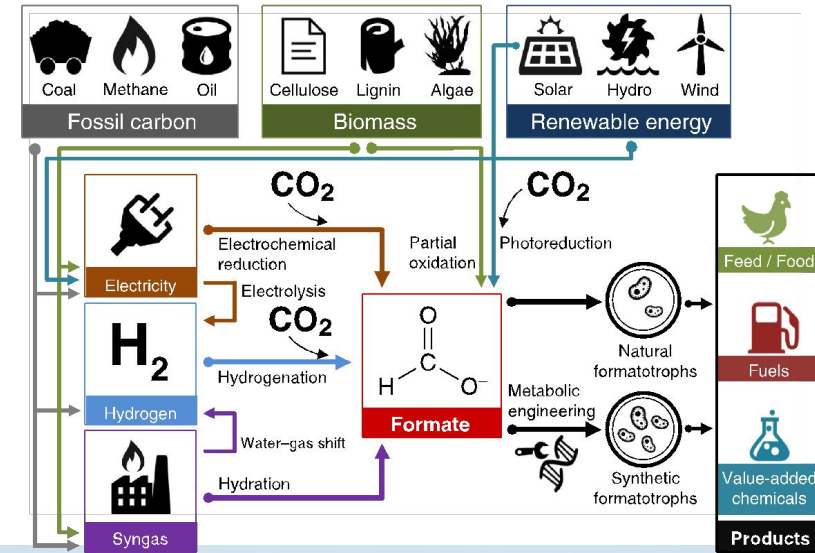 Coal Methane Oil
Fossil carbon
Cellulose Lignin Algae
Biomass
Solar Hydro Wind
Renewable energy
CO2
CO2
Electrochemical
reduction
Partial
oxidation
Photoreduction
Electricity
Electrolysis
CO2
H2
Hydrogenation
Hydrogen
Water–gas shift
Hydration
Syngas
O
H C O−
Formate
Natural
formatotrophs
Metabolic
engineering
Synthetic
formatotrophs
Feed / Food
Fuels
Value-added
chemicals
Products